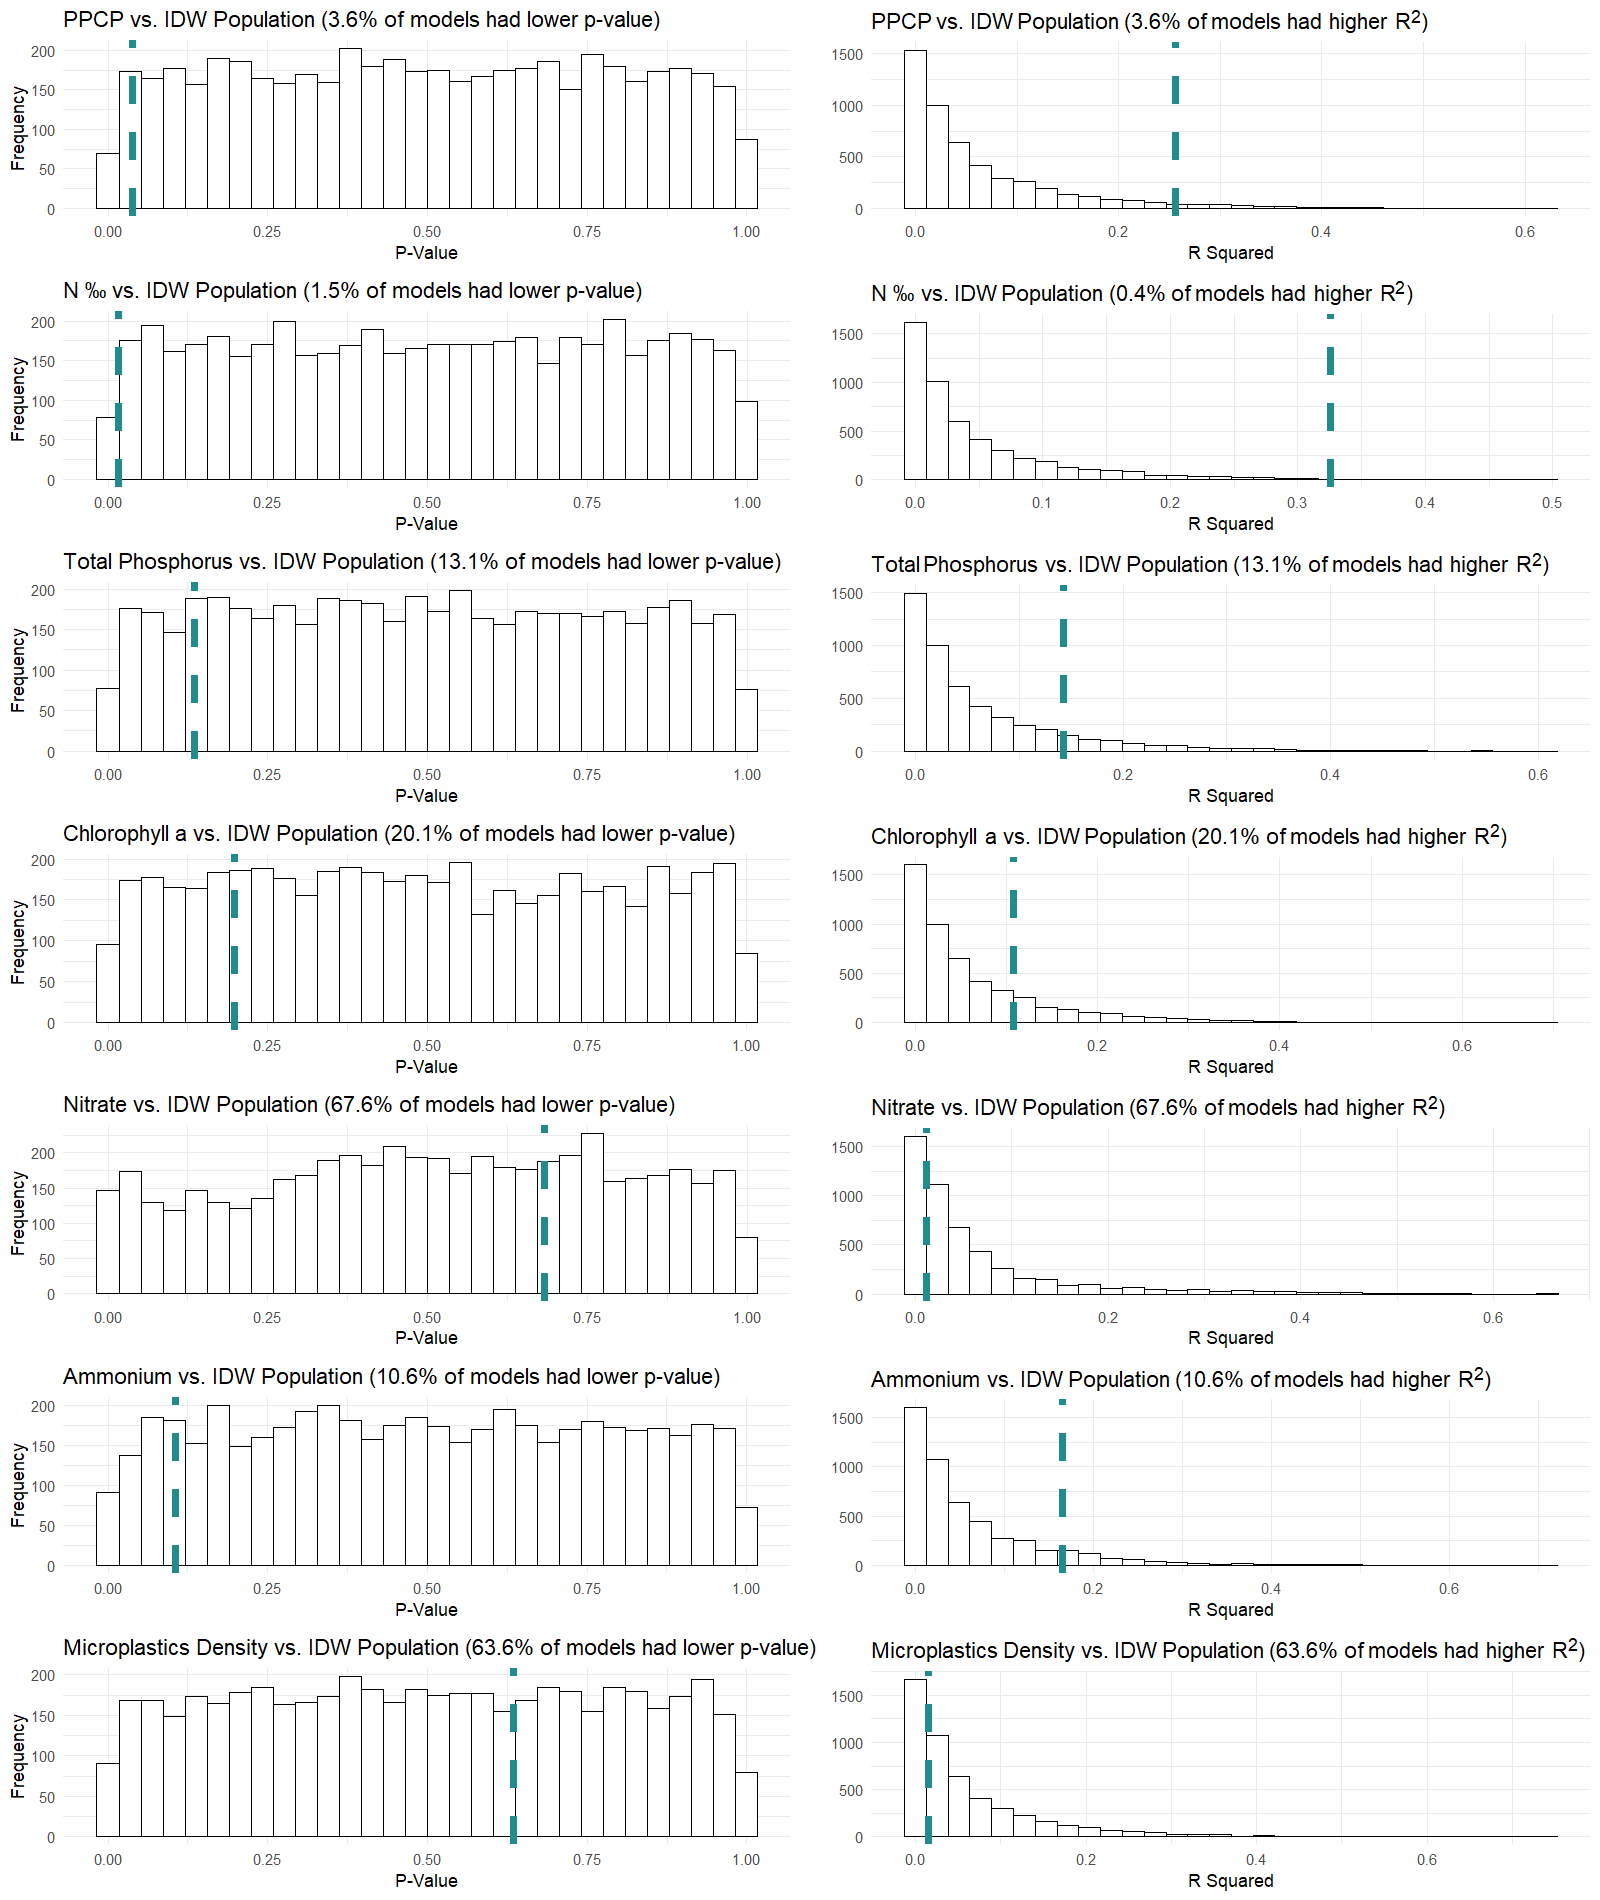 PPCP vs. IDW Population (3.6% of models had lower p-value)
Frequency
200
150
100
50
0
0.00 0.25 0.50 0.75 1.00
P-Value
PPCP vs. IDW Population (3.6% of models had higher R²)
1500
1000
500
0
0.0 0.2 0.4 0.6
R Squared
N ‰ vs. IDW Population (1.5% of models had lower p-value)
Frequency
200
150
100
50
0
0.00 0.25 0.50 0.75 1.00
P-Value
N ‰ vs. IDW Population (0.4% of models had higher R²)
1500
1000
500
0
0.0 0.1 0.2 0.3 0.4 0.5
R Squared
Total Phosphorus vs. IDW Population (13.1% of models had lower p-value)
Frequency
200
150
100
50
0
0.00 0.25 0.50 0.75 1.00
P-Value
Total Phosphorus vs. IDW Population (13.1% of models had higher R²)
1500
1000
500
0
0.0 0.2 0.4 0.6
R Squared
Chlorophyll a vs. IDW Population (20.1% of models had lower p-value)
Frequency
200
150
100
50
0
0.00 0.25 0.50 0.75 1.00
P-Value
Chlorophyll a vs. IDW Population (20.1% of models had higher R²)
1500
1000
500
0
0.0 0.2 0.4 0.6
R Squared
Nitrate vs. IDW Population (67.6% of models had lower p-value)
Frequency
200
150
100
50
0
0.00 0.25 0.50 0.75 1.00
P-Value
Nitrate vs. IDW Population (67.6% of models had higher R²)
1500
1000
500
0
0.0 0.2 0.4 0.6
R Squared
Ammonium vs. IDW Population (10.6% of models had lower p-value)
Frequency
200
150
100
50
0
0.00 0.25 0.50 0.75 1.00
P-Value
Ammonium vs. IDW Population (10.6% of models had higher R²)
1500
1000
500
0
0.0 0.2 0.4 0.6
R Squared
Microplastics Density vs. IDW Population (63.6% of models had lower p-value)
Frequency
200
150
100
50
0
0.00 0.25 0.50 0.75 1.00
P-Value
Microplastics Density vs. IDW Population (63.6% of models had higher R²)
1500
1000
500
0
0.0 0.2 0.4 0.6
R Squared